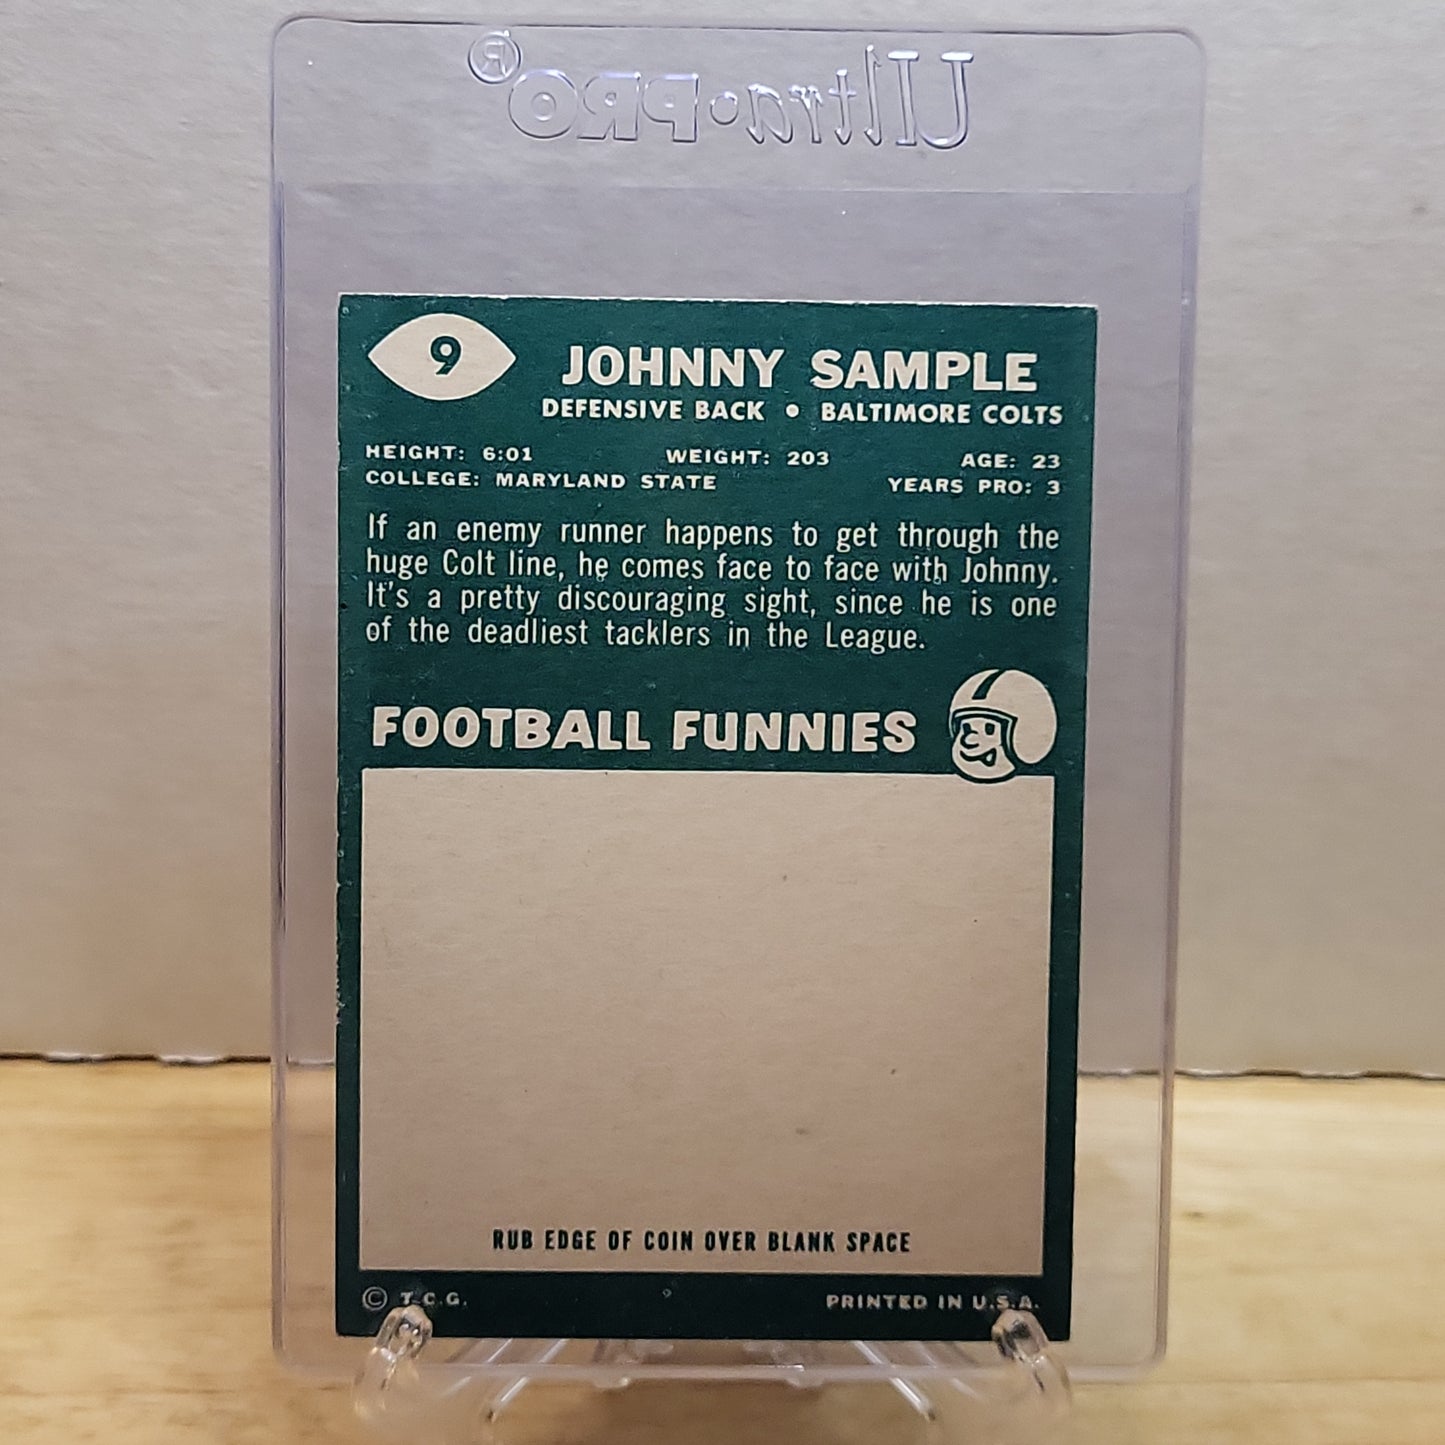 Ultra•PRO®
9
JOHNNY SAMPLE
DEFENSIVE BACK • BALTIMORE COLTS
HEIGHT: 6:01 WEIGHT: 203 AGE: 23
COLLEGE: MARYLAND STATE YEARS PRO: 3
If an enemy runner happens to get through the
huge Colt line, he comes face to face with Johnny.
It's a pretty discouraging sight, since he is one
of the deadliest tacklers in the League.
FOOTBALL FUNNIES
RUB EDGE OF COIN OVER BLANK SPACE
© T.C.G. PRINTED IN U.S.A.